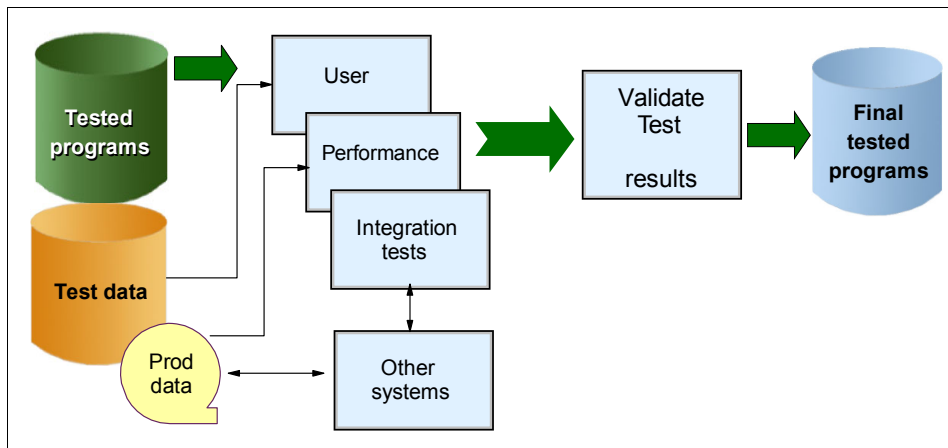 Tested
programs
User
Performance
Integration
tests
Validate
Test
results
Final
tested
programs
Test data
Prod
data
Other
systems